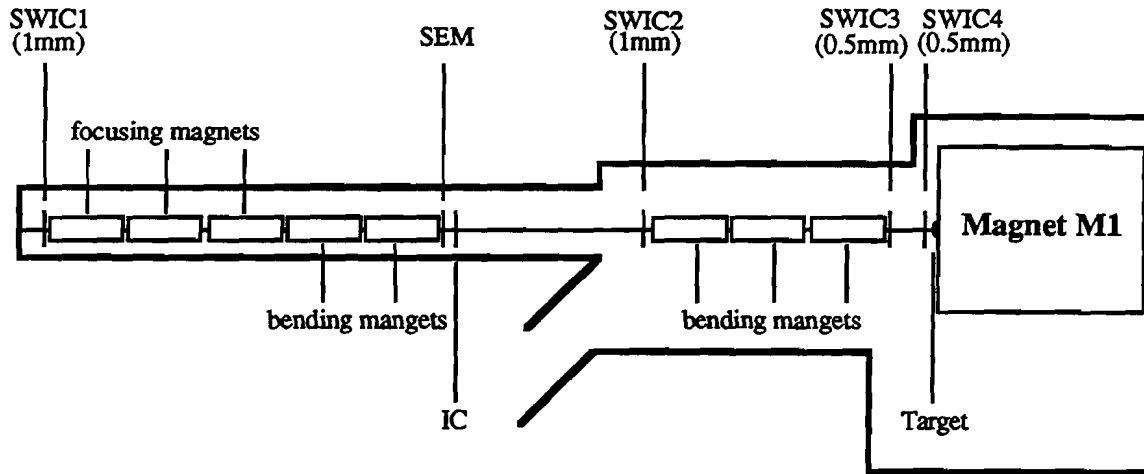 SWIC1
(1mm)
SEM
SWIC2
(1mm)
SWIC3
(0.5mm)
SWIC4
(0.5mm)
focusing magnets
Magnet M1
bending mangets
bending mangets
IC
Target